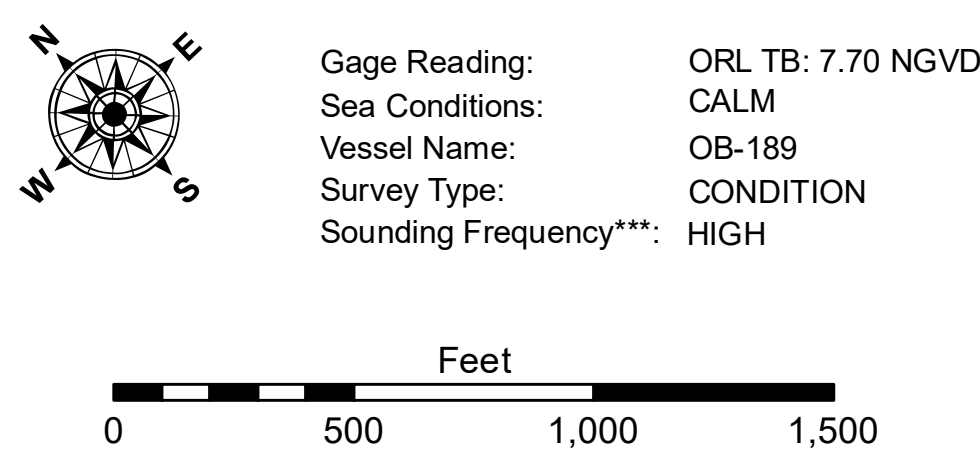 N E
W S
Gage Reading: ORL TB: 7.70 NGVD
Sea Conditions: CALM
Vessel Name: OB-189
Survey Type: CONDITION
Sounding Frequency***: HIGH
Feet
0 500 1,000 1,500